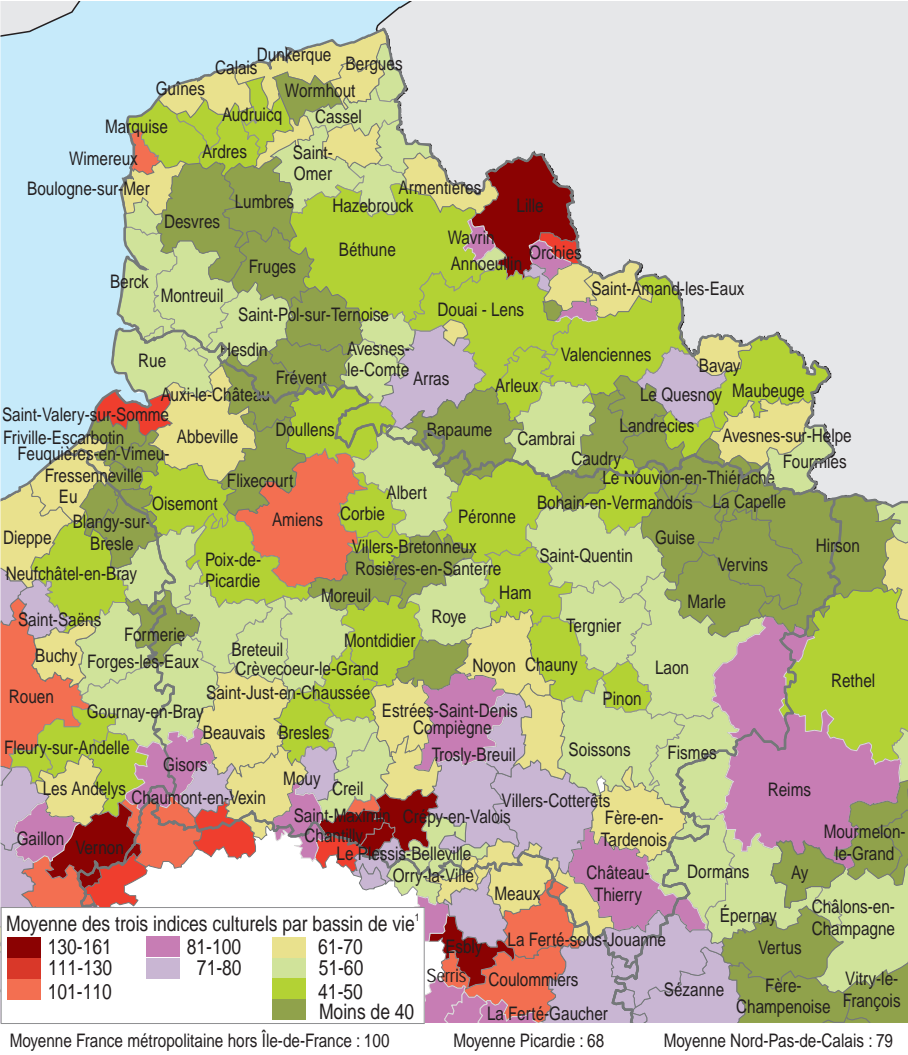 Dunkerque
Calais
Bergues
Guînes
Wormhout
Audruicq
Cassel
Marquise
Ardres
Saint-
Omer
Wimereux
Boulogne-sur-Mer
Armentières
Lumbres
Hazebrouck
Lille
Desvres
Béthune
Wavrin
Orchies
Annoeullin
Fruges
Berck
Montreuil
Saint-Amand-les-Eaux
Saint-Pol-sur-Ternoise
Douai - Lens
Rue
Hesdin
Avesnes-
le-Comte
Valenciennes
Bavay
Frévent
Arras
Arleux
Le Quesnoy
Maubeuge
Auxi-le-Château
Saint-Valery-sur-Somme
Friville-Escarbotin
Abbeville
Doullens
Bapaume
Cambrai
Landrecies
Avesnes-sur-Helpe
Feuquières-en-Vimeu-
Fressenneville
Caudry
Fourmies
Flixecourt
Le Nouvion-en-Thiérache
Eu
Oisemont
Albert
Bohain-en-Vermandois
La Capelle
Blangy-sur-
Bresle
Amiens
Corbie
Péronne
Dieppe
Villers-Bretonneux
Saint-Quentin
Guise
Hirson
Neufchâtel-en-Bray
Poix-de-
Picardie
Rosières-en-Santerre
Vervins
Moreuil
Ham
Marle
Saint-Saëns
Roye
Tergnier
Formerie
Montdidier
Buchy
Forges-les-Eaux
Breteuil
Crèvecoeur-le-Grand
Noyon
Chauny
Laon
Rouen
Saint-Just-en-Chaussée
Pinon
Rethel
Gournay-en-Bray
Estrées-Saint-Denis
Beauvais
Bresles
Compiègne
Fleury-sur-Andelle
Trosly-Breuil
Soissons
Fismes
Gisors
Mouy
Les Andelys
Chaumont-en-Vexin
Creil
Villers-Cotterêts
Reims
Saint-Maximin
Crépy-en-Valois
Fère-en-
Tardenois
Gaillon
Vernon
Chantilly
Mourmelon-
le-Grand
Le Plessis-Belleville
Orry-la-Ville
Château-
Thierry
Dormans
Ay
Meaux
Épernay
Châlons-en-
Champagne
La Ferté-sous-Jouanne
Esbly
Vertus
Serris
Coulommiers
Sézanne
Fère-
Champenoise
Vitry-le-
François
La Ferté-Gaucher
Moyenne des trois indices culturels par bassin de vie¹
130-161
81-100
61-70
111-130
71-80
51-60
101-110
41-50
Moins de 40
Moyenne France métropolitaine hors Île-de-France : 100
Moyenne Picardie : 68
Moyenne Nord-Pas-de-Calais : 79